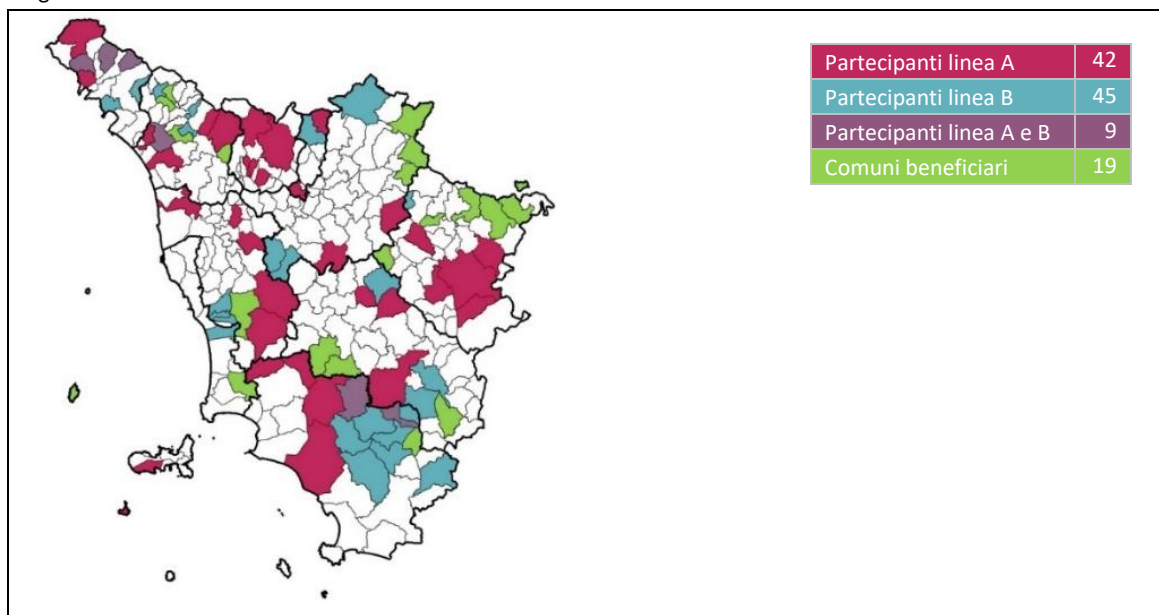 Partecipanti linea A 42
Partecipanti linea B 45
Partecipanti linea A e B 9
Comuni beneficiari 19